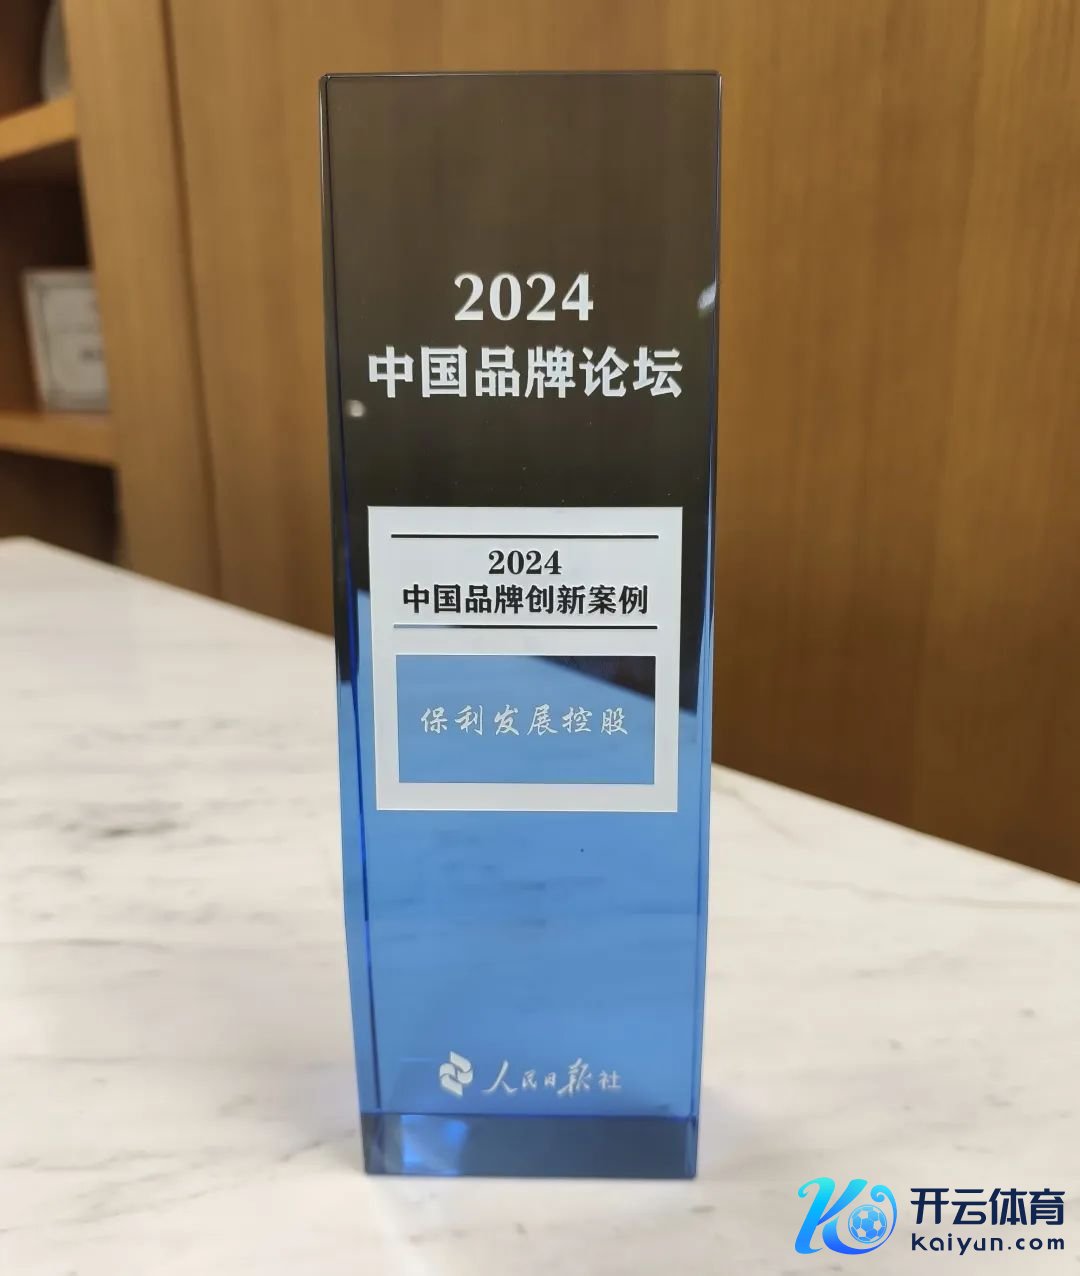 2024
中国品牌论坛
2024
中国品牌创新案例
保利发展控股
人民日报社
开云体育
kaiyun.com